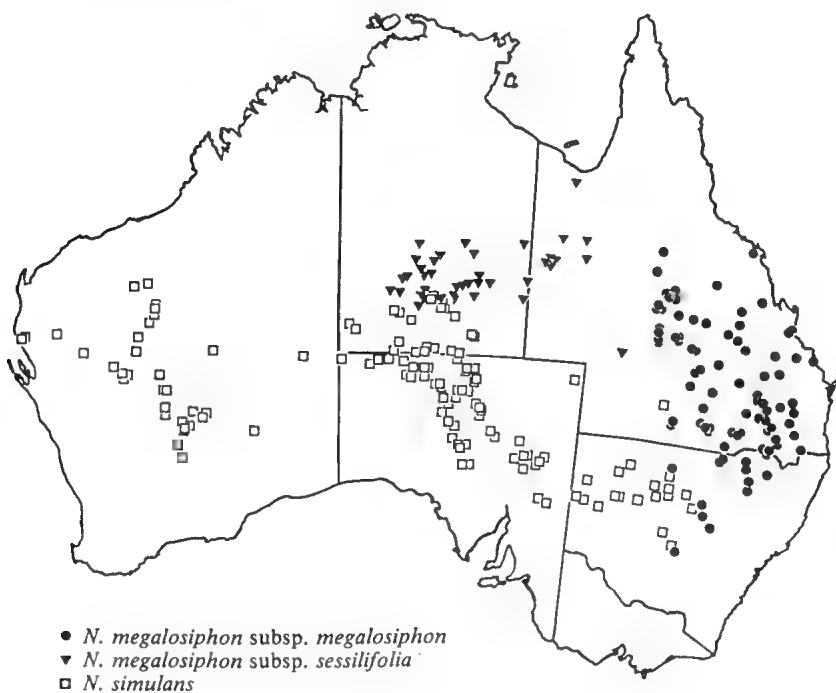 ● N. megalosiphon subsp. megalosiphon
▼ N. megalosiphon subsp. sessilifolia
□ N. simulans